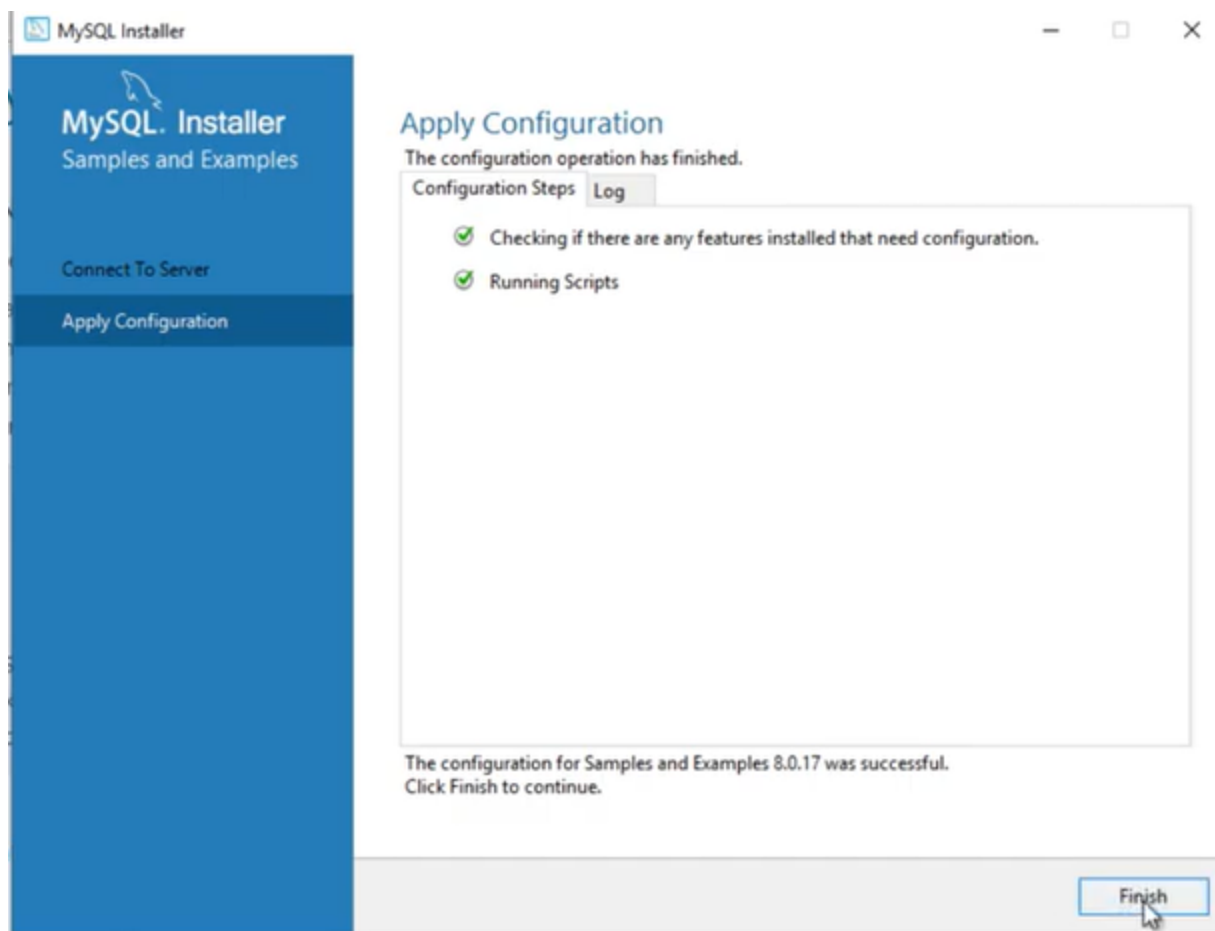 MySQL Installer
MySQL. Installer
Samples and Examples
Connect To Server
Apply Configuration
Apply Configuration
The configuration operation has finished.
Configuration Steps
Log
Checking if there are any features installed that need configuration.
Running Scripts
The configuration for Samples and Examples 8.0.17 was successful.
Click Finish to continue.
Finish